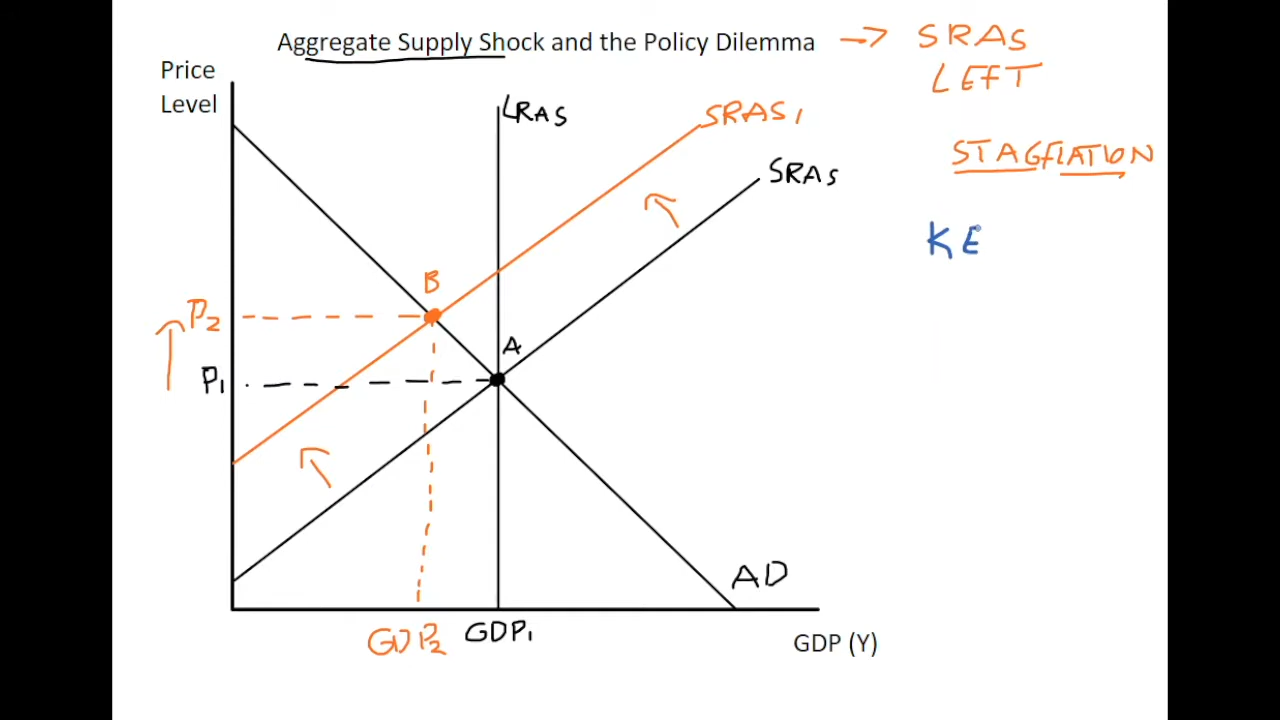 Aggregate Supply Shock and the Policy Dilemma → SRAS
LEFT
Price
Level
LRAS
SRAS1
STAGFLATION
SRAS
KE
B
P2
A
P1
AD
GDP2
GDP1
GDP (Y)